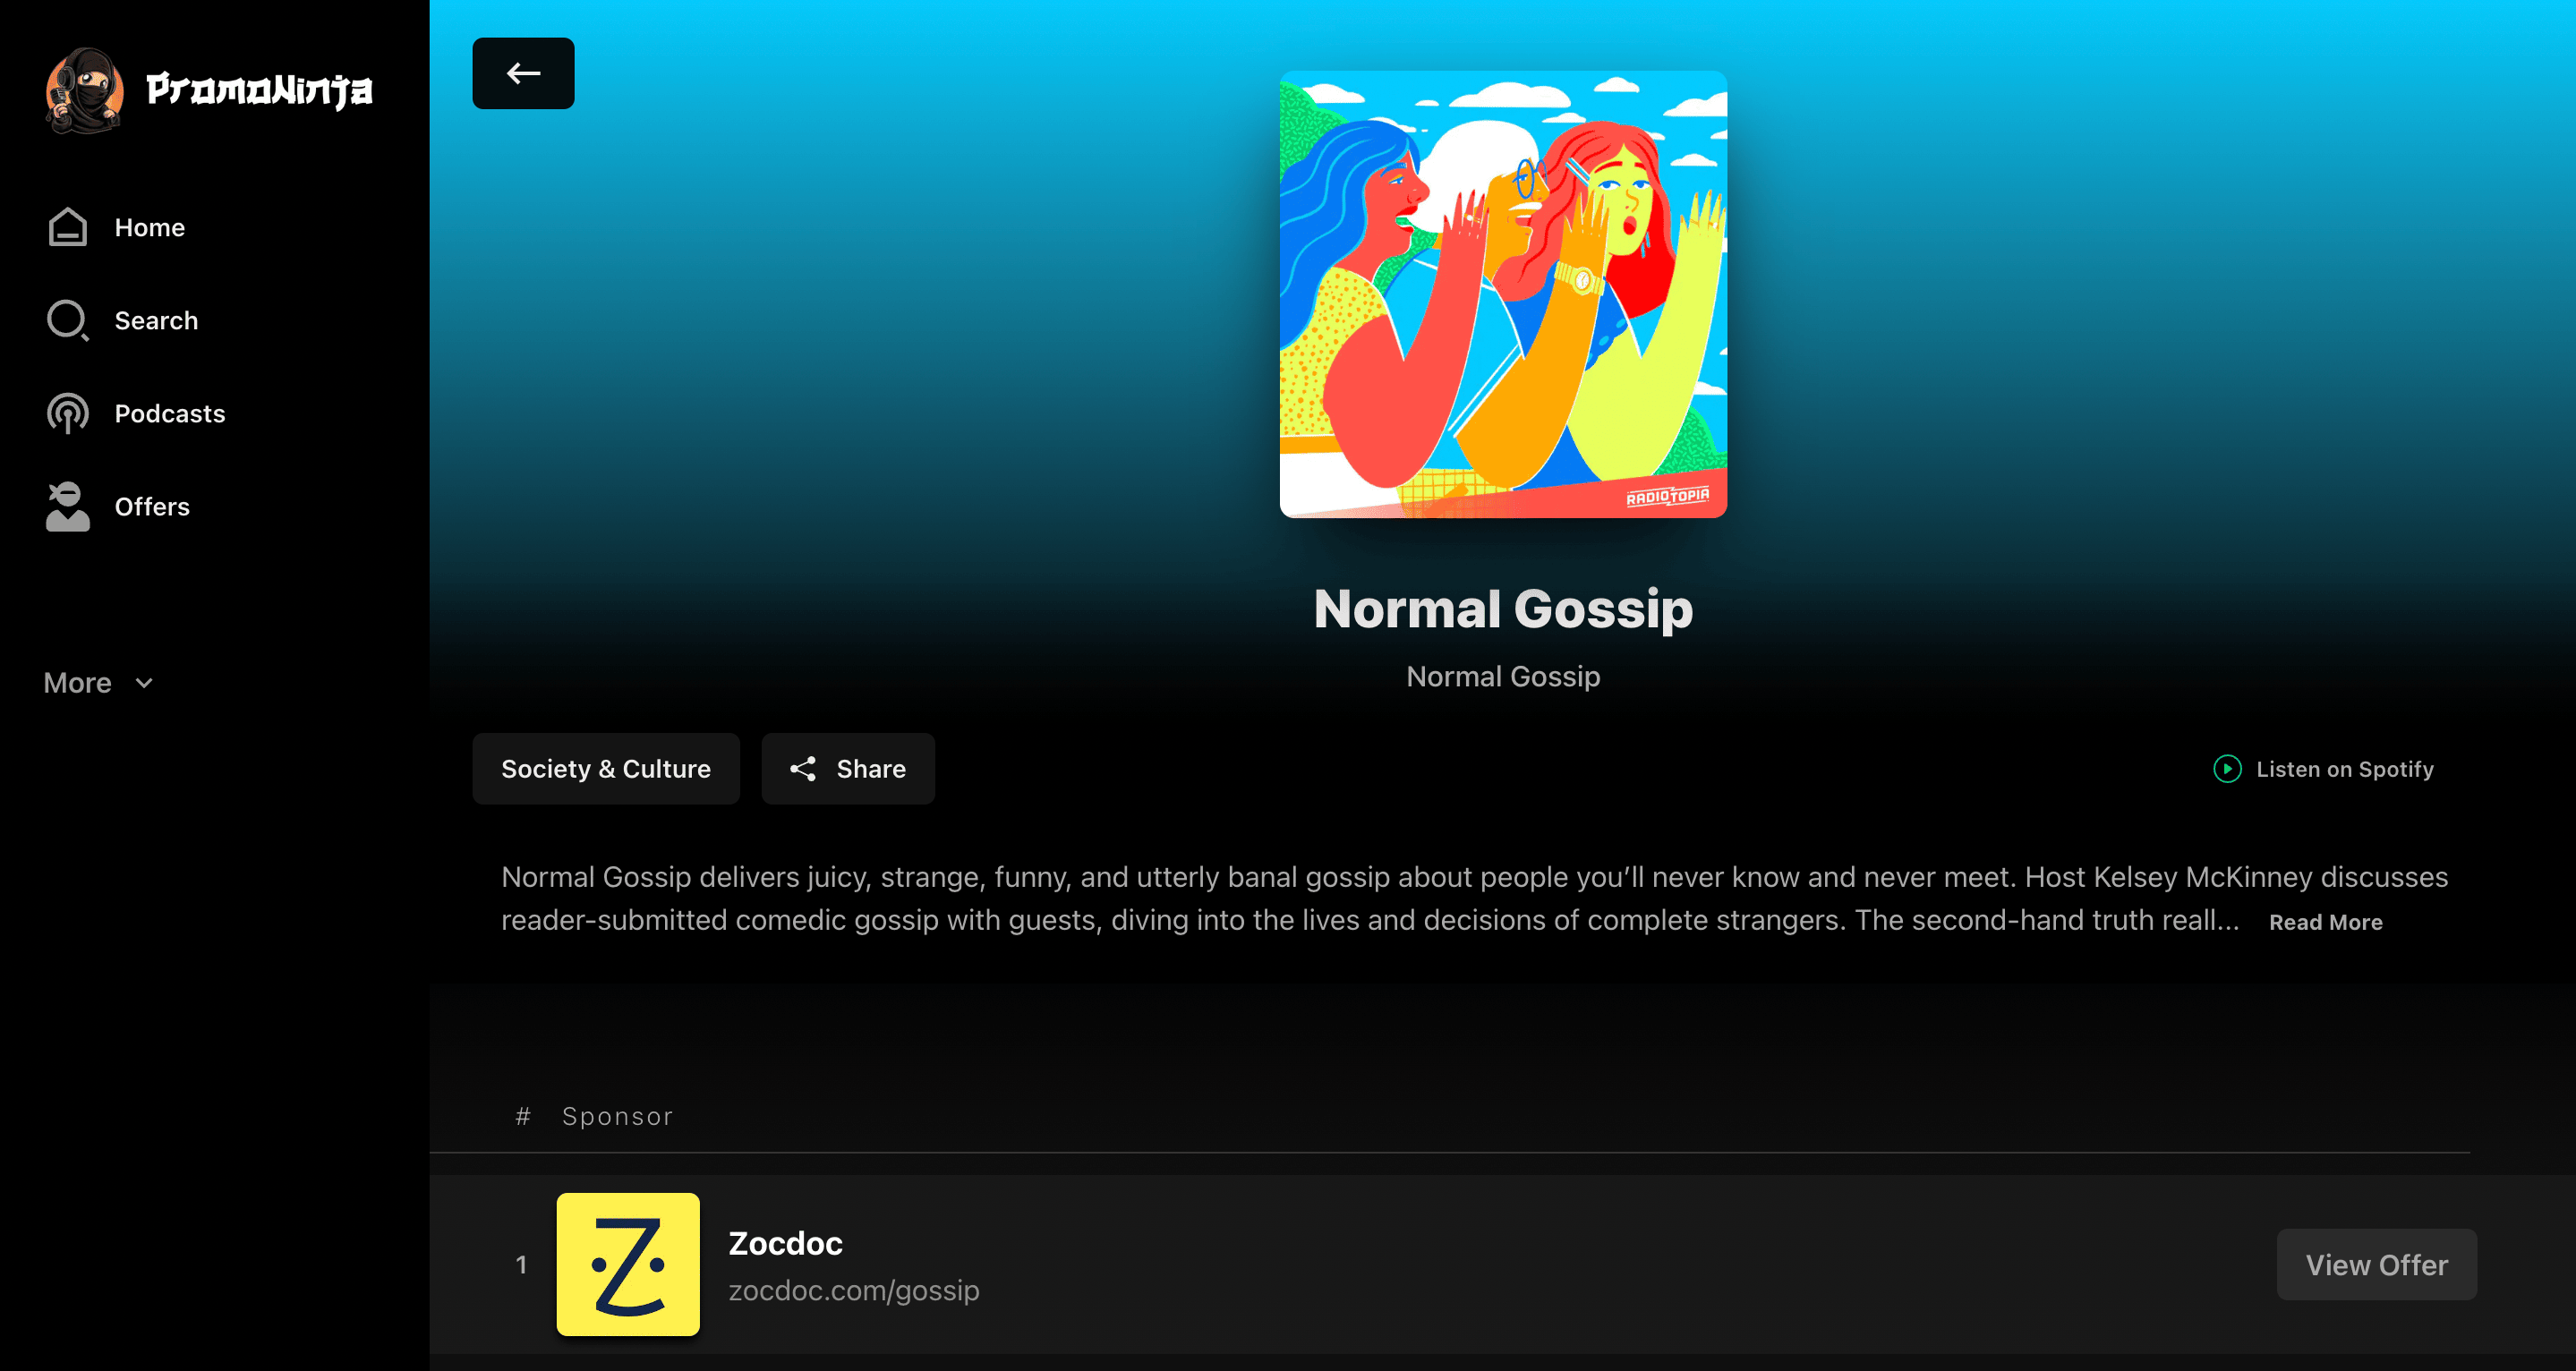 PromoNinja
Home
Search
Podcasts
Offers
More
RADIOTOPIA
Normal Gossip
Normal Gossip
Society & Culture
Share
Listen on Spotify
Normal Gossip delivers juicy, strange, funny, and utterly banal gossip about people you’ll never know and never meet. Host Kelsey McKinney discusses
reader-submitted comedic gossip with guests, diving into the lives and decisions of complete strangers. The second-hand truth reall... Read More
# Sponsor
1
Zocdoc
zocdoc.com/gossip
View Offer